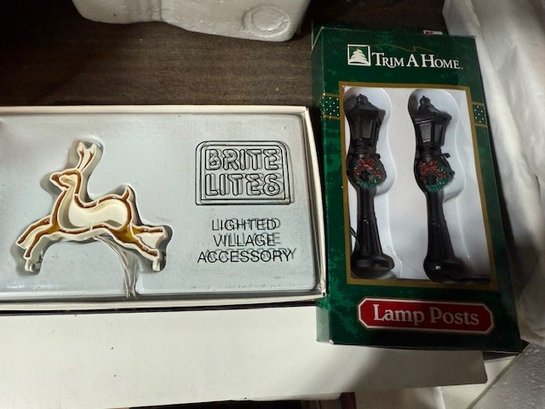 BRITE
LITES
LIGHTED
VILLAGE
ACCESSORY
TRIM A HOME
Lamp Posts